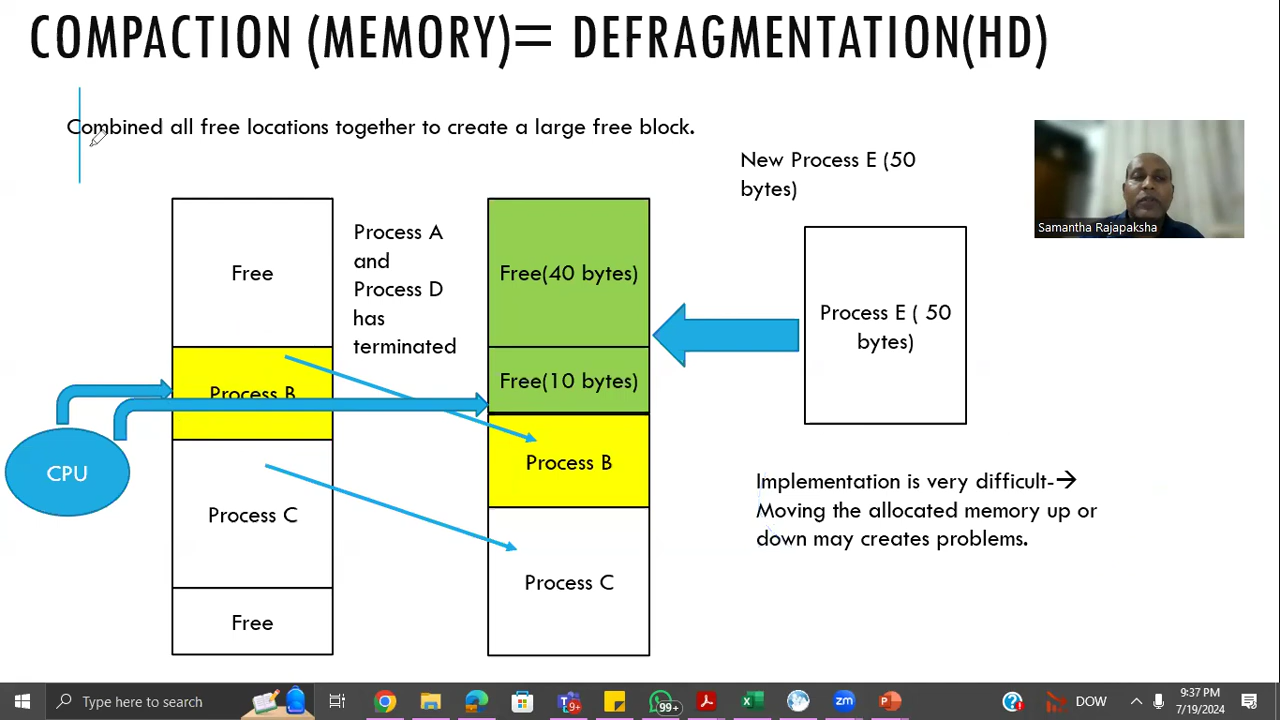 COMPACTION (MEMORY)= DEFRAGMENTATION(HD)
Combined all free locations together to create a large free block.
New Process E (50
bytes)
Samantha Rajapaksha
Free
Process B
Process C
Free
Process A
and
Process D
has
terminated
Free(40 bytes)
Free(10 bytes)
Process B
Process C
Process E ( 50
bytes)
CPU
Implementation is very difficult-→
Moving the allocated memory up or
down may creates problems.
Type here to search
9+
99+
zm
DOW
9:37 PM
7/19/2024